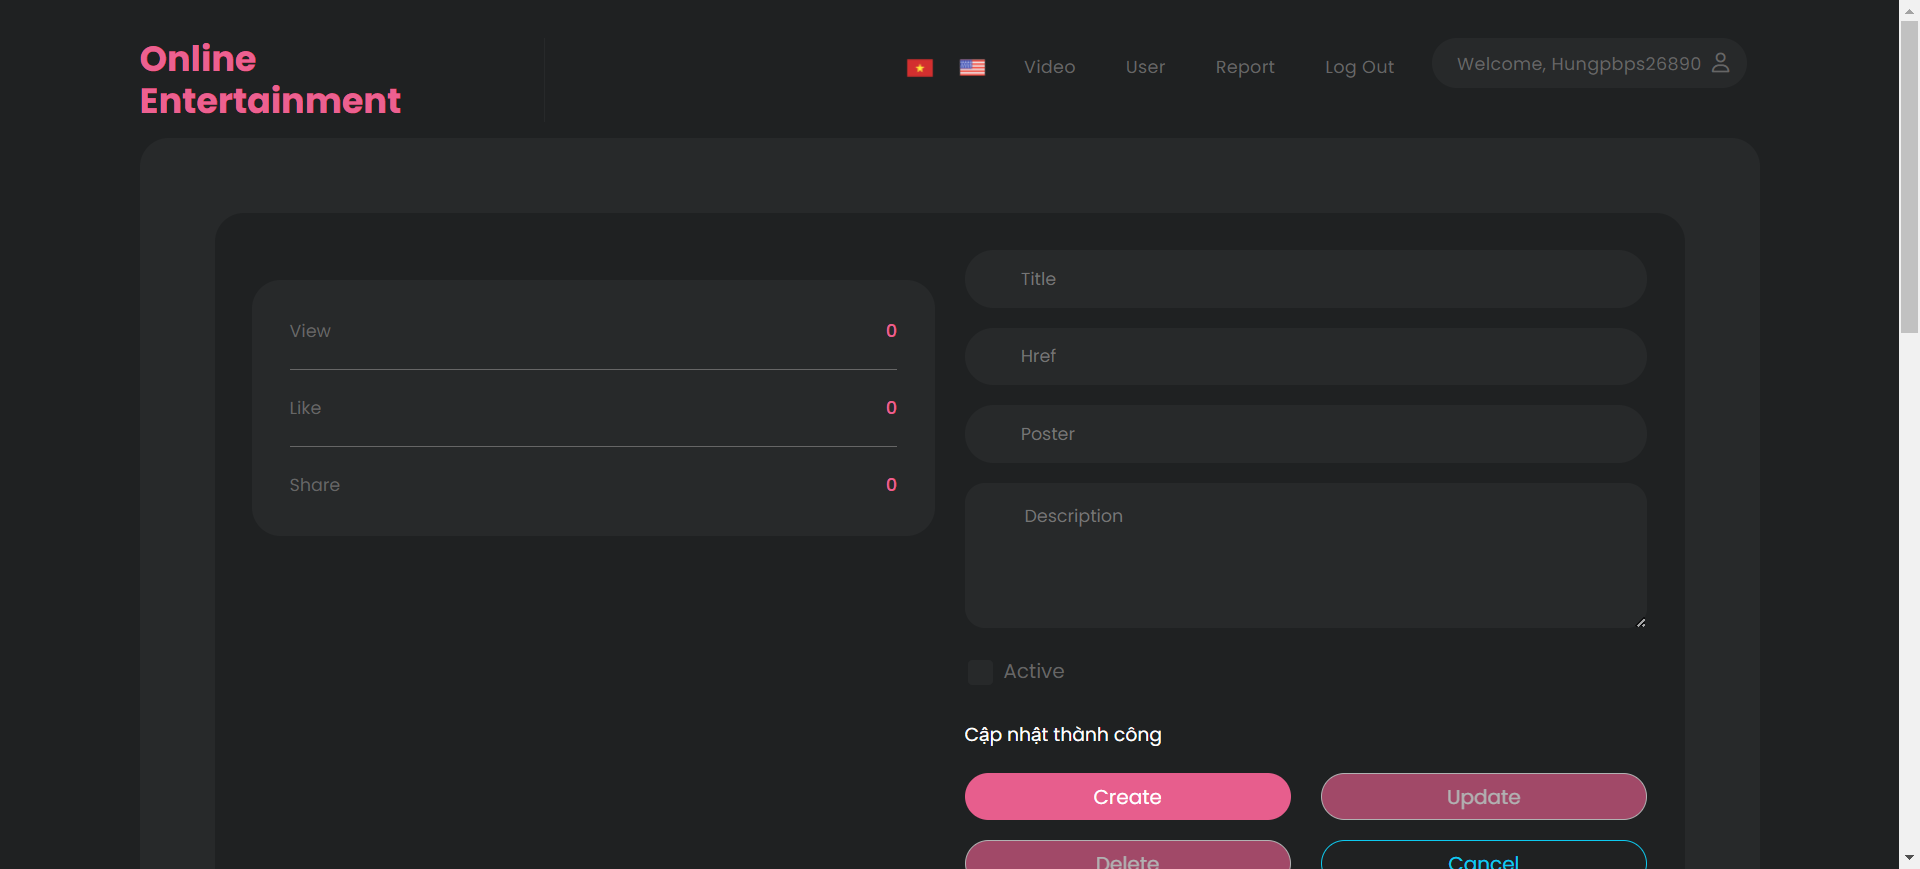 Online
Entertainment
Video
User
Report
Log Out
Welcome, Hungpbps26890
View
0
Like
0
Share
0
Title
Href
Poster
Description
Active
Cập nhật thành công
Create
Update
Delete
Cancel